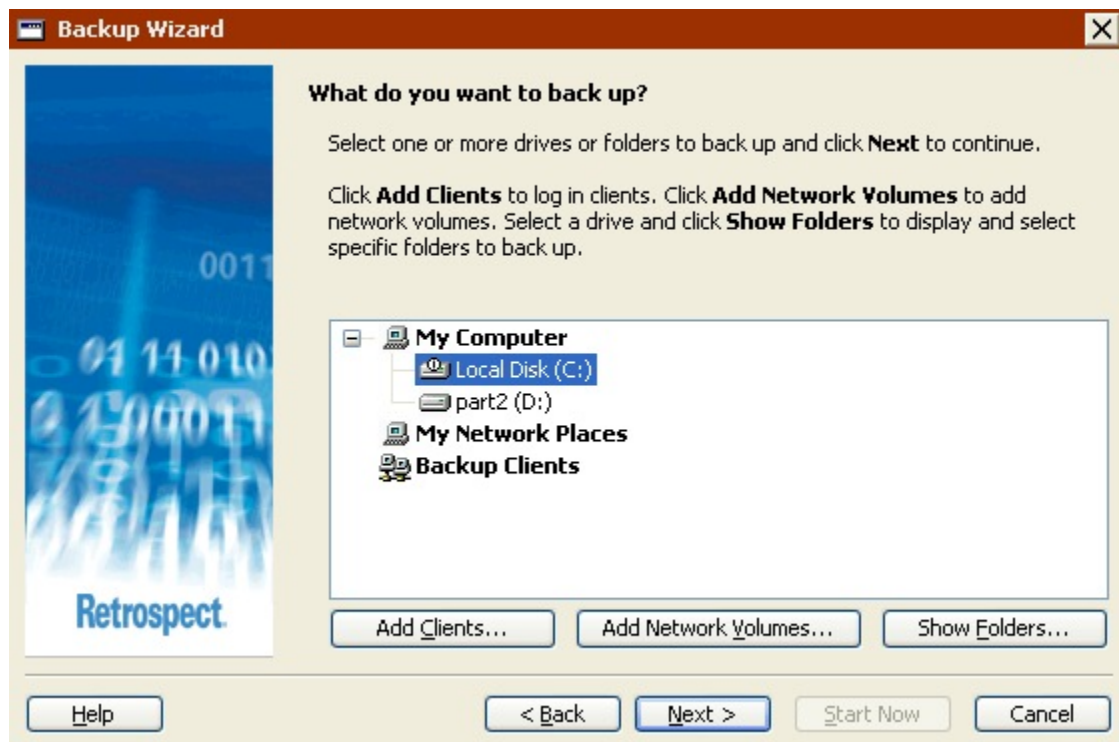 Backup Wizard
What do you want to back up?
Select one or more drives or folders to back up and click Next to continue.
Click Add Clients to log in clients. Click Add Network Volumes to add
network volumes. Select a drive and click Show Folders to display and select
specific folders to back up.
0011
01 11 010
0 1 00011
My Computer
Local Disk (C:)
part2 (D:)
My Network Places
Backup Clients
Retrospect.
Add Clients...
Add Network Volumes...
Show Folders...
Help
< Back
Next >
Start Now
Cancel